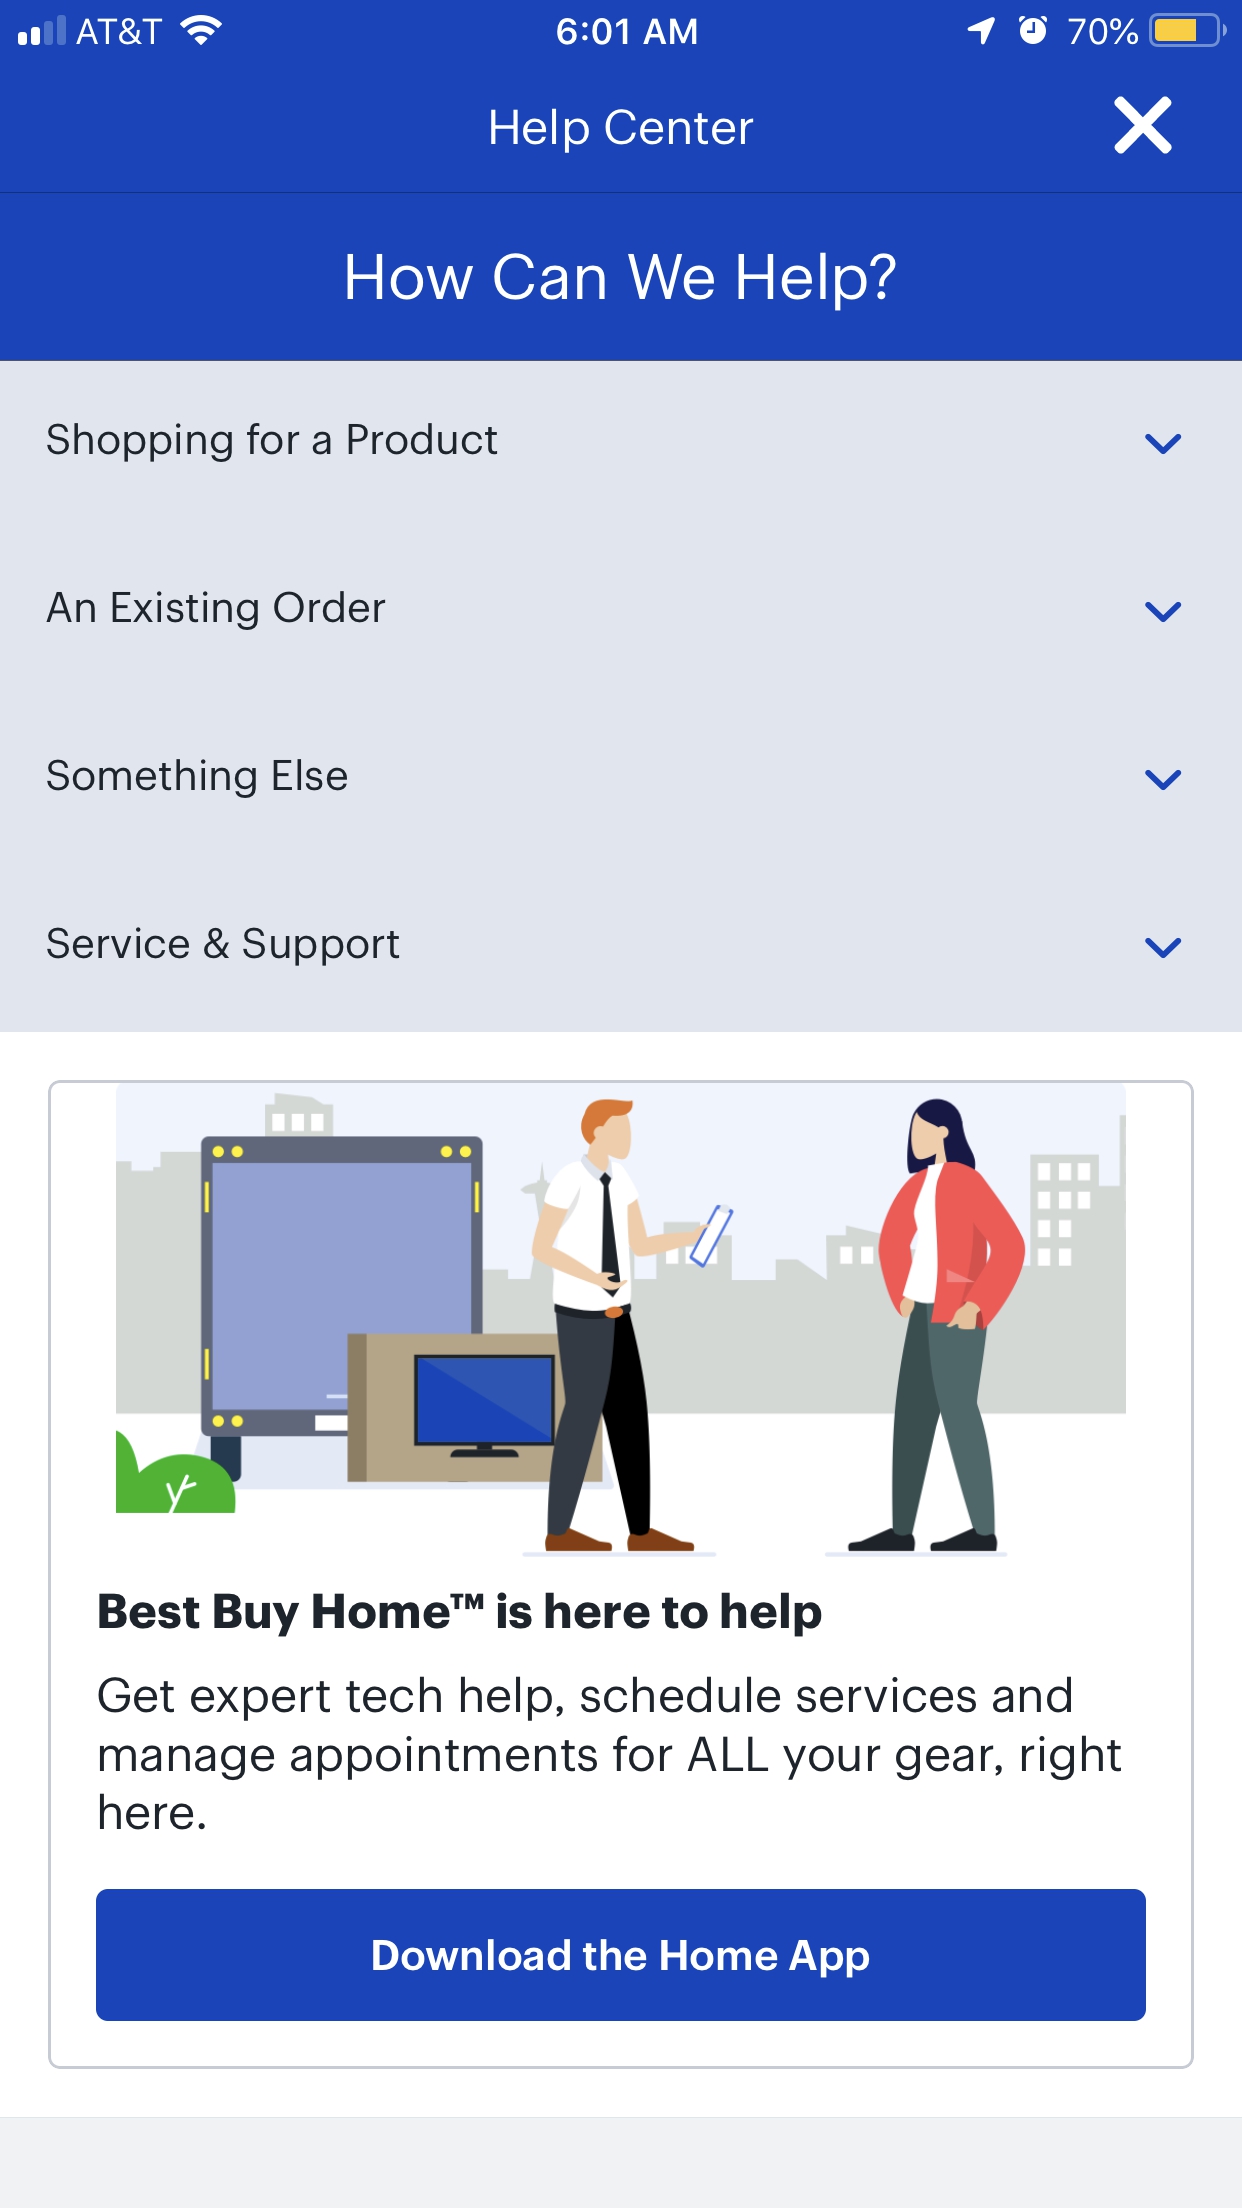 AT&T 6:01 AM 70%
Help Center
How Can We Help?
Shopping for a Product
An Existing Order
Something Else
Service & Support
Best Buy Home™ is here to help
Get expert tech help, schedule services and
manage appointments for ALL your gear, right
here.
Download the Home App